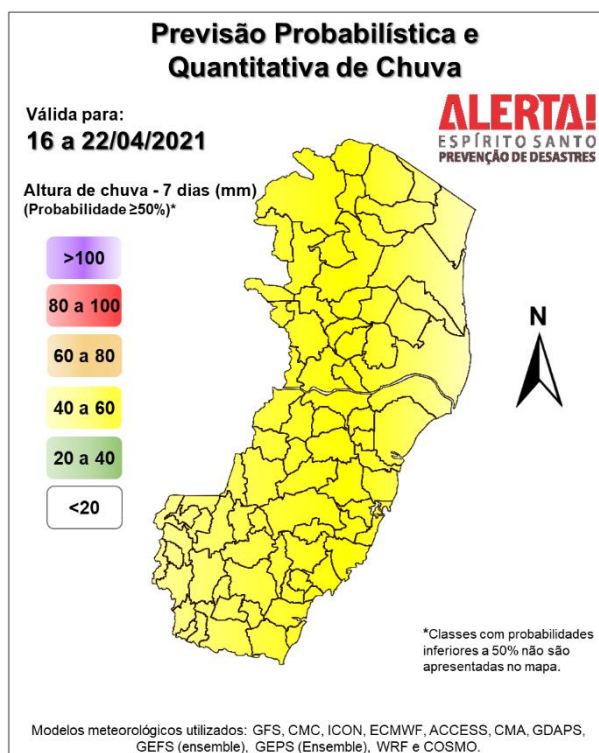 Previsão Probabilística e
Quantitativa de Chuva
Válida para:
16 a 22/04/2021
ALERTA!
ESPÍRITO SANTO
PREVENÇÃO DE DESASTRES
Altura de chuva - 7 dias (mm)
(Probabilidade ≥50%)*
>100
80 a 100
60 a 80
40 a 60
20 a 40
<20
N
*Classes com probabilidades
inferiores a 50% não são
apresentadas no mapa.
Modelos meteorológicos utilizados: GFS, CMC, ICON, ECMWF, ACCESS, CMA, GDAPS,
GEFS (ensemble), GEPS (Ensemble), WRF e COSMO.